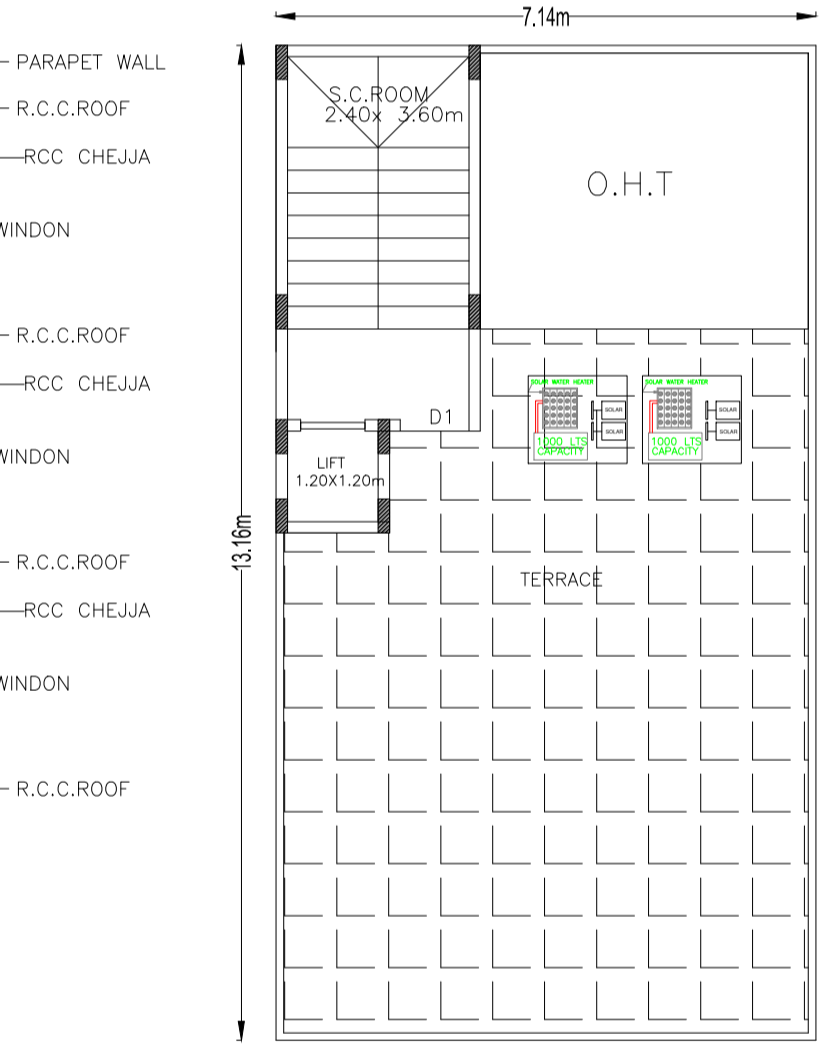 7.14m
PARAPET WALL
R.C.C.ROOF
RCC CHEJJA
WINDON
R.C.C.ROOF
RCC CHEJJA
WINDON
R.C.C.ROOF
RCC CHEJJA
WINDON
R.C.C.ROOF
13.16m
S.C.ROOM
2.40x 3.60m
O.H.T
D1
LIFT
1.20X1.20m
SOLAR WATER HEATER
SOLAR
SOLAR
1000 LTS
CAPACITY
SOLAR WATER HEATER
SOLAR
SOLAR
1000 LTS
CAPACITY
TERRACE